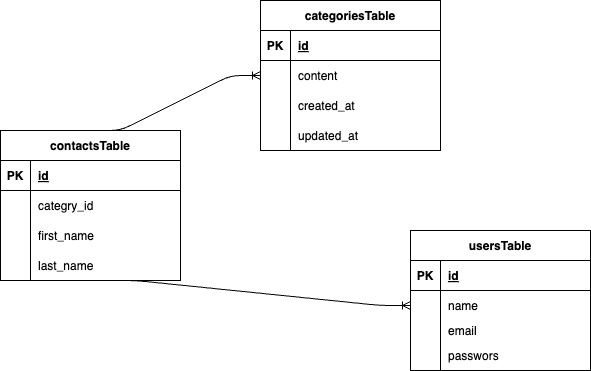 categoriesTable
PK id
content
created_at
updated_at
contactsTable
PK id
categry_id
first_name
last_name
usersTable
PK id
name
email
passwors